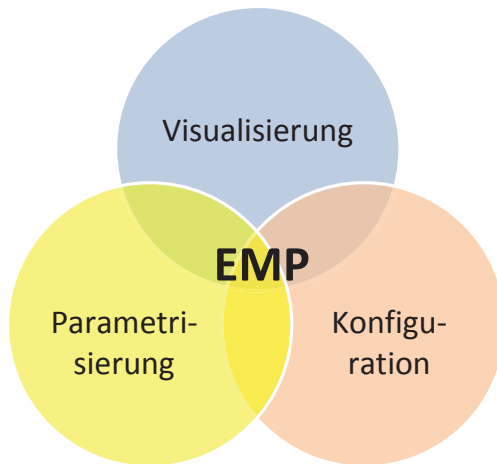 Visualisierung
EMP
Parametri-
sierung
Konfigu-
ration